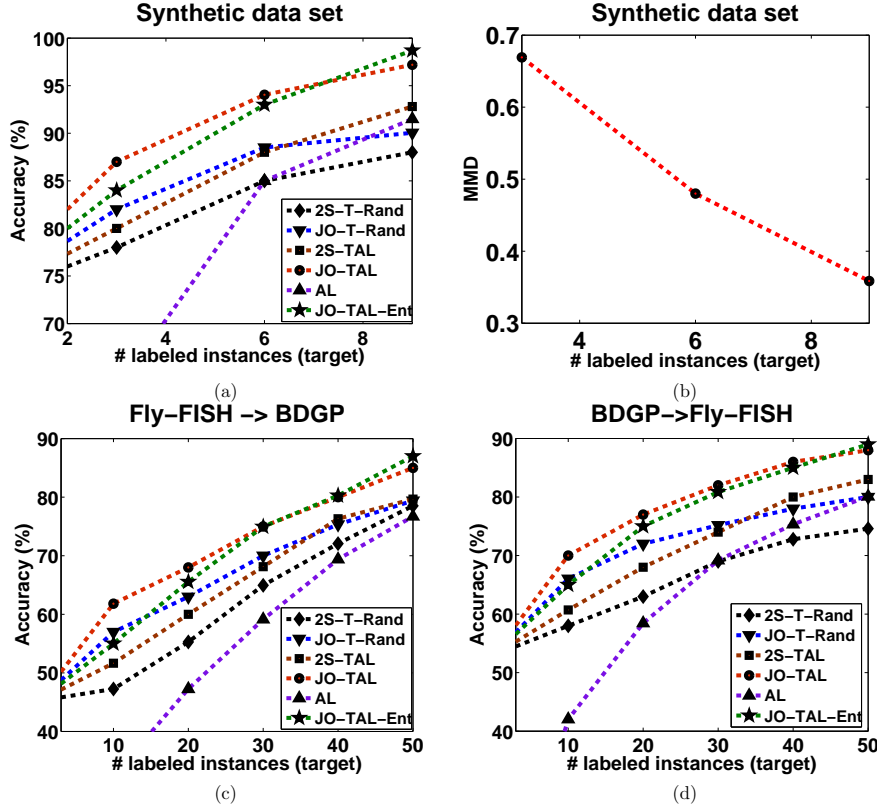 Synthetic data set
100
95
90
85
80
75
70
Accuracy (%)
2
4
6
8
# labeled instances (target)
2S−T−Rand
JO−T−Rand
2S−TAL
JO−TAL
AL
JO−TAL−Ent
(a)
Synthetic data set
0.7
0.6
0.5
0.4
0.3
MMD
4
6
8
# labeled instances (target)
(b)
Fly−FISH −> BDGP
90
80
70
60
50
40
Accuracy (%)
10
20
30
40
50
# labeled instances (target)
2S−T−Rand
JO−T−Rand
2S−TAL
JO−TAL
AL
JO−TAL−Ent
(c)
BDGP−>Fly−FISH
90
80
70
60
50
40
Accuracy (%)
10
20
30
40
50
# labeled instances (target)
2S−T−Rand
JO−T−Rand
2S−TAL
JO−TAL
AL
JO−TAL−Ent
(d)